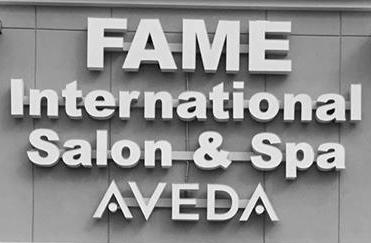 FAME
International
Salon & Spa
AVEDA